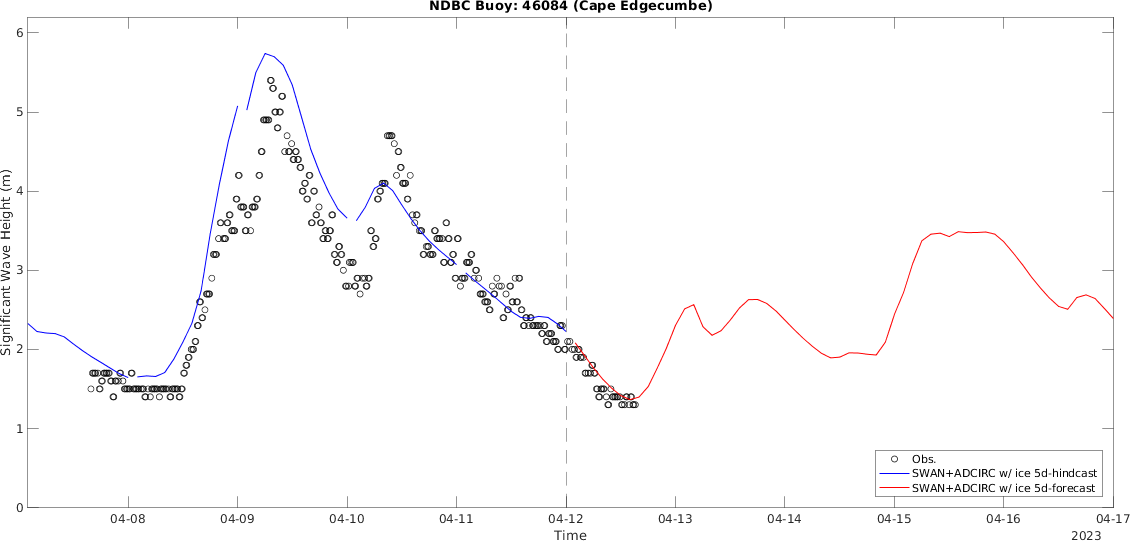 NDBC Buoy: 46084 (Cape Edgecumbe)
Significant Wave Height (m)
6
5
4
3
2
1
0
Obs.
SWAN+ADCIRC w/ ice 5d-hindcast
SWAN+ADCIRC w/ ice 5d-forecast
04-08 04-09 04-10 04-11 04-12 04-13 04-14 04-15 04-16 04-17
Time
2023